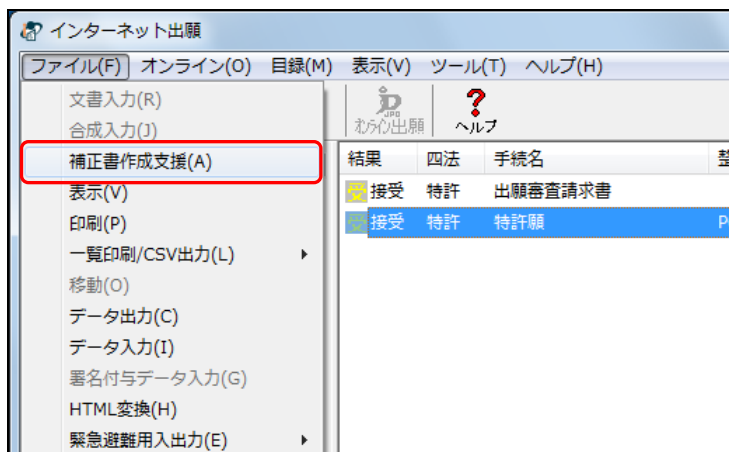 インターネット出願
ファイル(F) オンライン(O) 目録(M) 表示(V) ツール(T) ヘルプ(H)
文書入力(R)
合成入力(J)
補正書作成支援(A)
表示(V)
印刷(P)
一覧印刷/CSV出力(L)
移動(O)
データ出力(C)
データ入力(I)
署名付与データ入力(G)
HTML変換(H)
緊急避難用入出力(E)
JPO
オンライン出願 ヘルプ
結果 四法 手続名 整
受 接受 特許 出願審査請求書
受 接受 特許 特許願 P